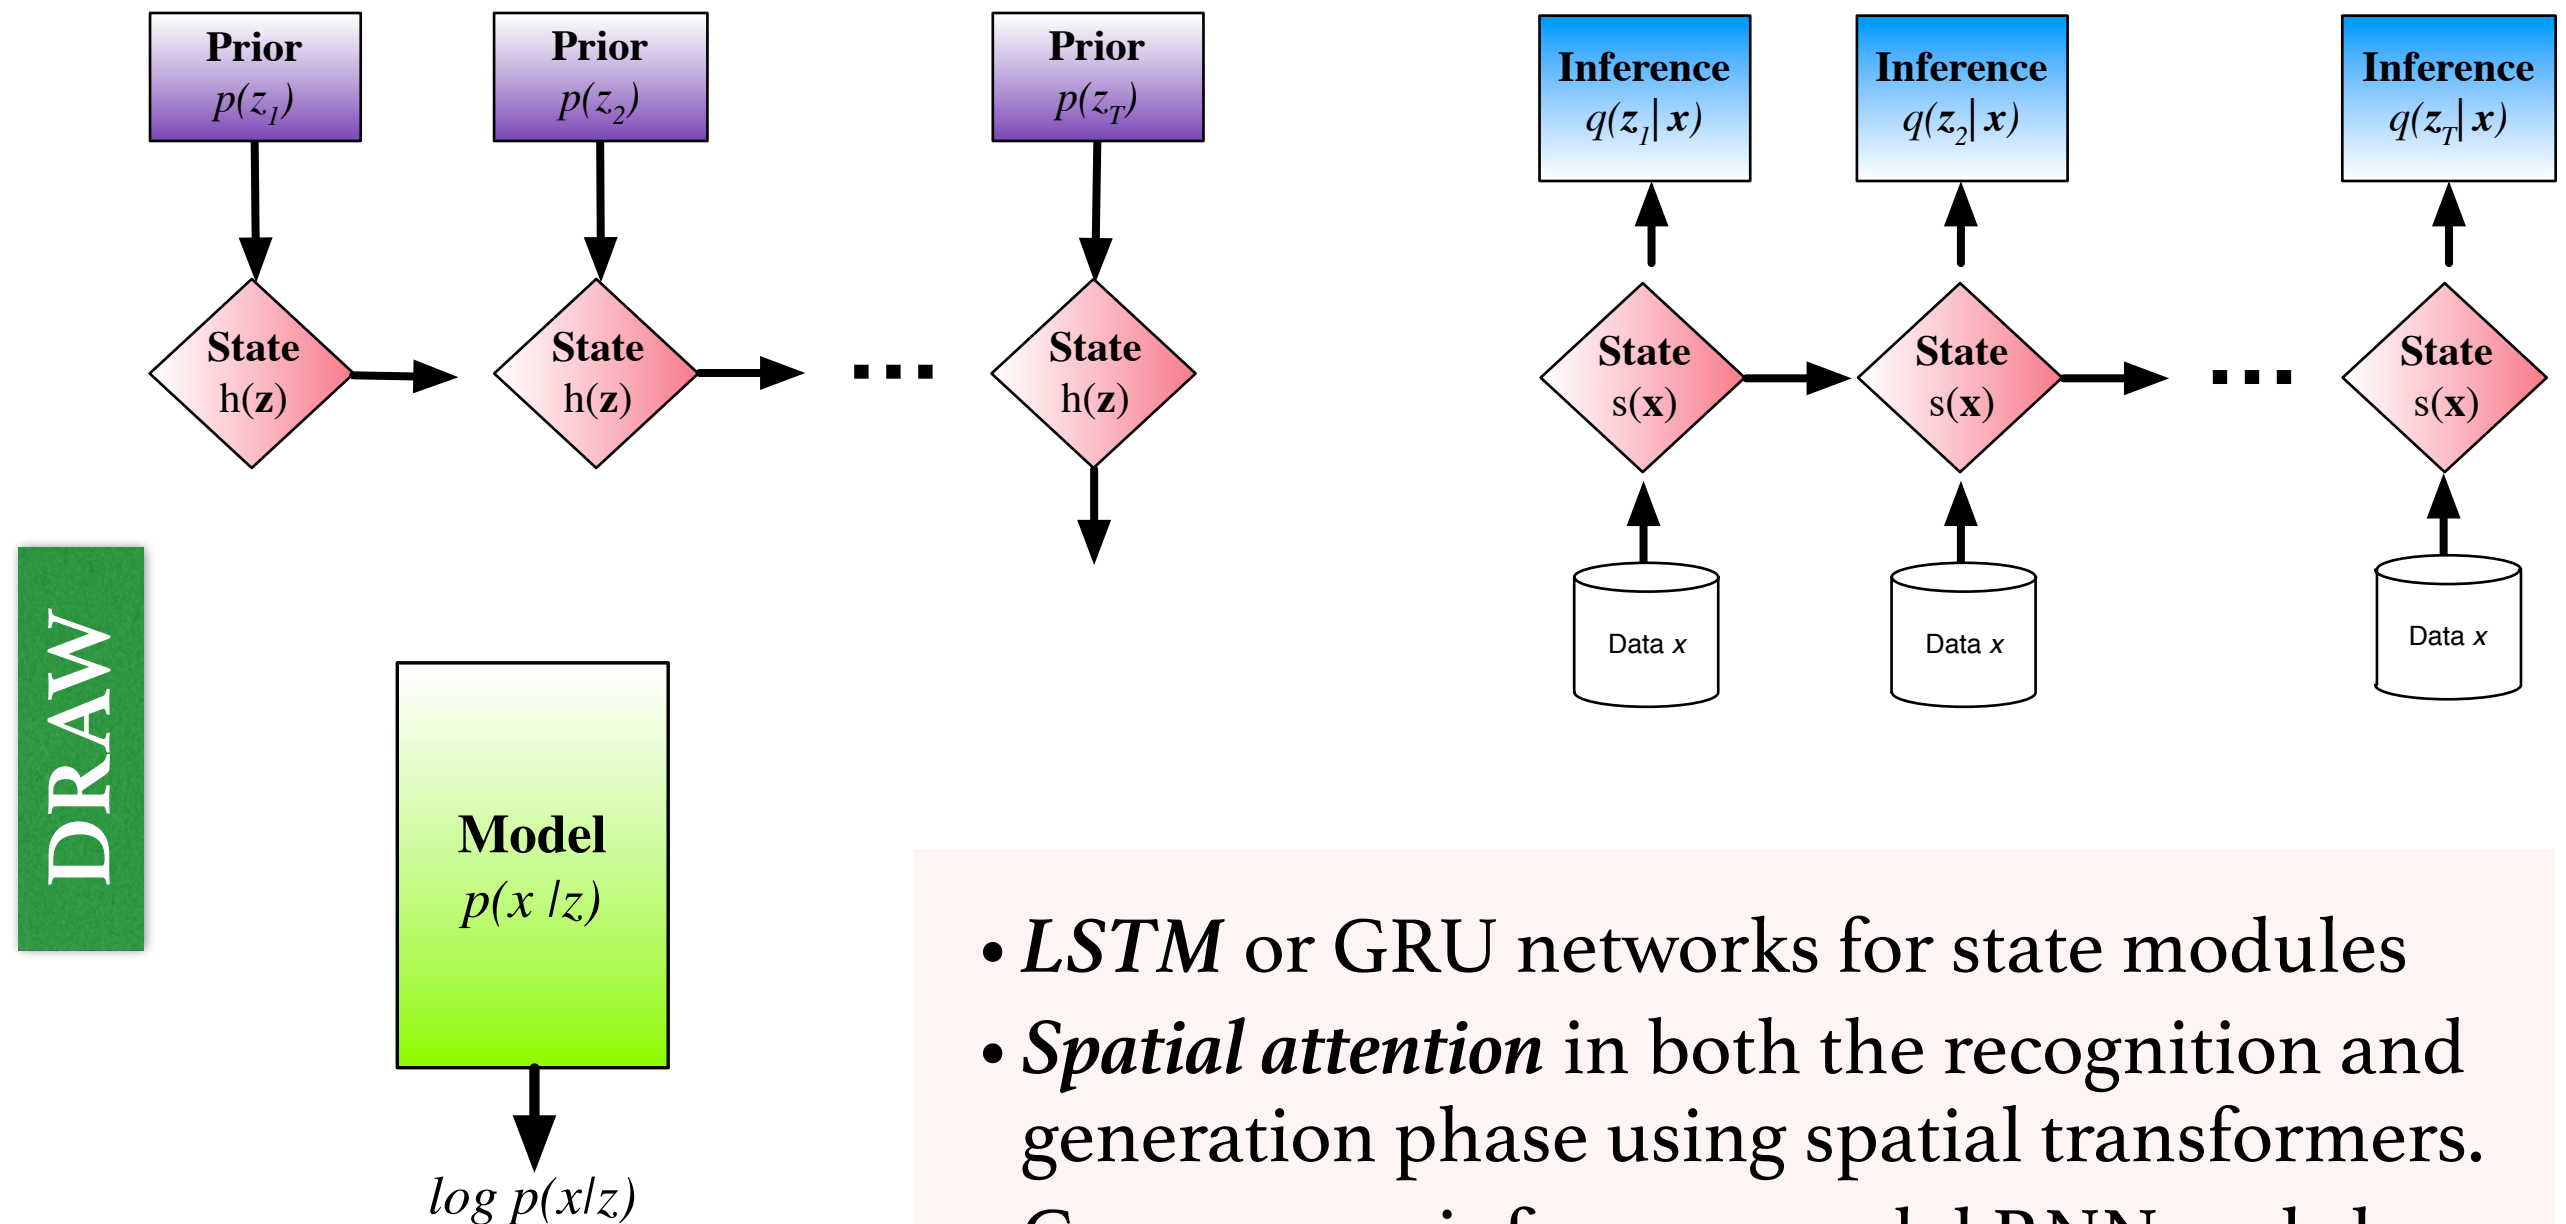 Prior
p(z1)
Prior
p(z2)
Prior
p(zT)
Inference
q(z1| x)
Inference
q(z2| x)
Inference
q(zT| x)
State
h(z)
State
h(z)
...
State
h(z)
State
s(x)
State
s(x)
...
State
s(x)
Data x
Data x
Data x
DRAW
Model
p(x |z)
log p(x|z)
• LSTM or GRU networks for state modules
• Spatial attention in both the recognition and
generation phase using spatial transformers.
RNN